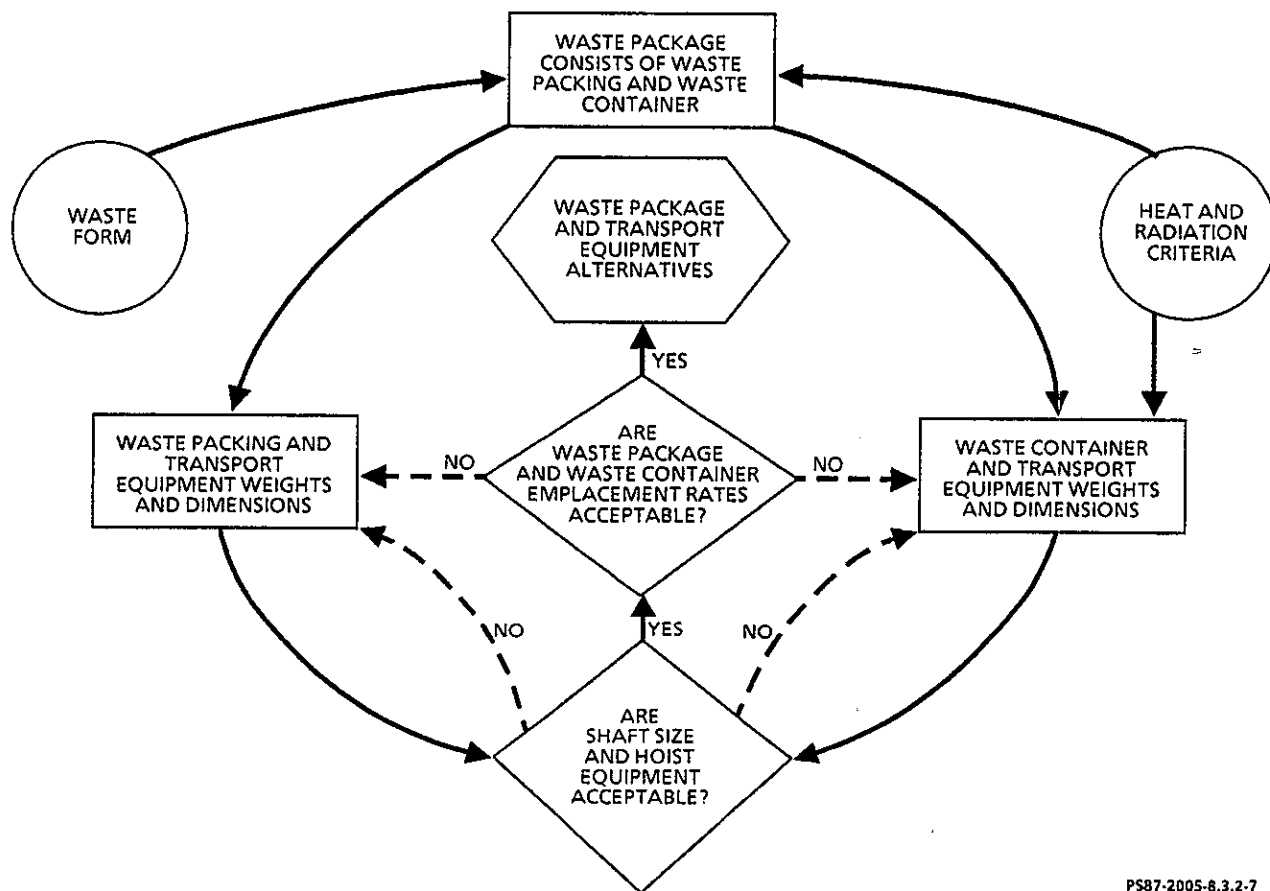 WASTE PACKAGE
CONSISTS OF WASTE
PACKING AND WASTE
CONTAINER
WASTE
FORM
WASTE PACKAGE
AND TRANSPORT
EQUIPMENT
ALTERNATIVES
HEAT AND
RADIATION
CRITERIA
YES
WASTE PACKING AND
TRANSPORT
EQUIPMENT WEIGHTS
AND DIMENSIONS
NO
ARE
WASTE PACKAGE
AND WASTE CONTAINER
EMPLACEMENT RATES
ACCEPTABLE?
NO
WASTE CONTAINER
AND TRANSPORT
EQUIPMENT WEIGHTS
AND DIMENSIONS
NO
YES
NO
ARE
SHAFT SIZE
AND HOIST
EQUIPMENT
ACCEPTABLE?
PS87-2005-8.3.2-7